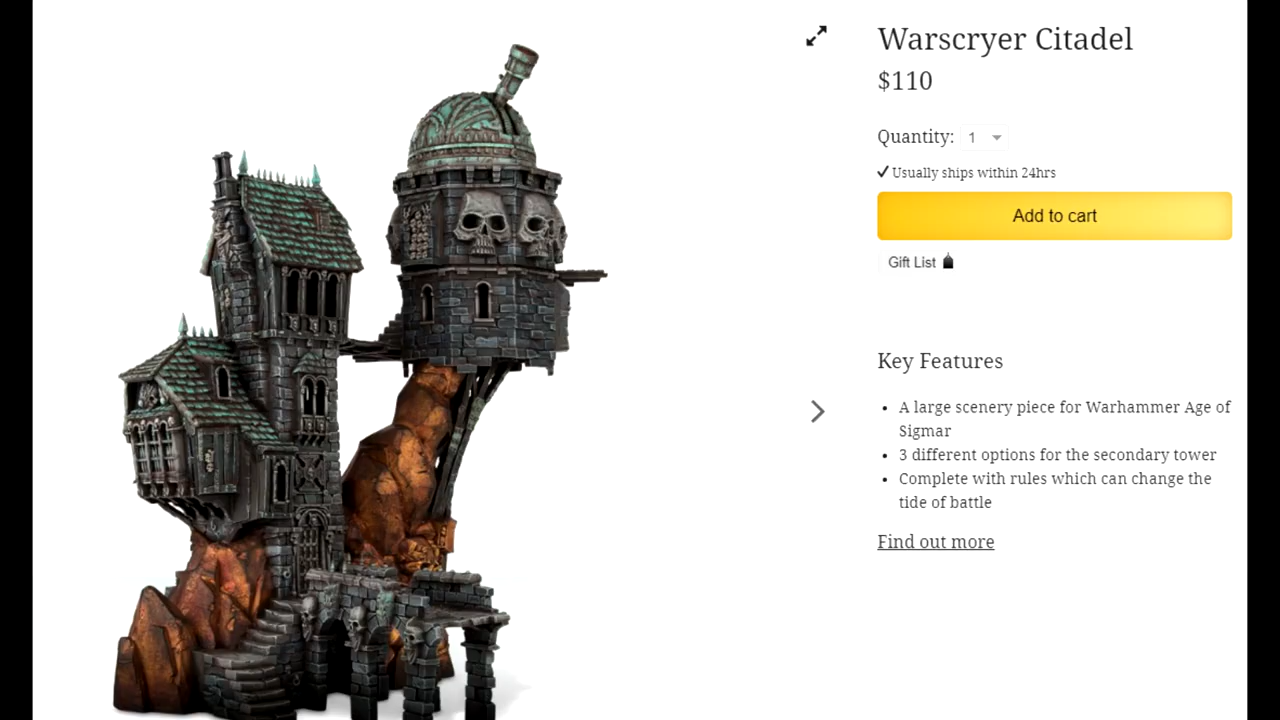 Warscryer Citadel
$110
Quantity: 1
Usually ships within 24hrs
Add to cart
Gift List
Key Features
• A large scenery piece for Warhammer Age of
Sigmar
• 3 different options for the secondary tower
• Complete with rules which can change the
tide of battle
Find out more